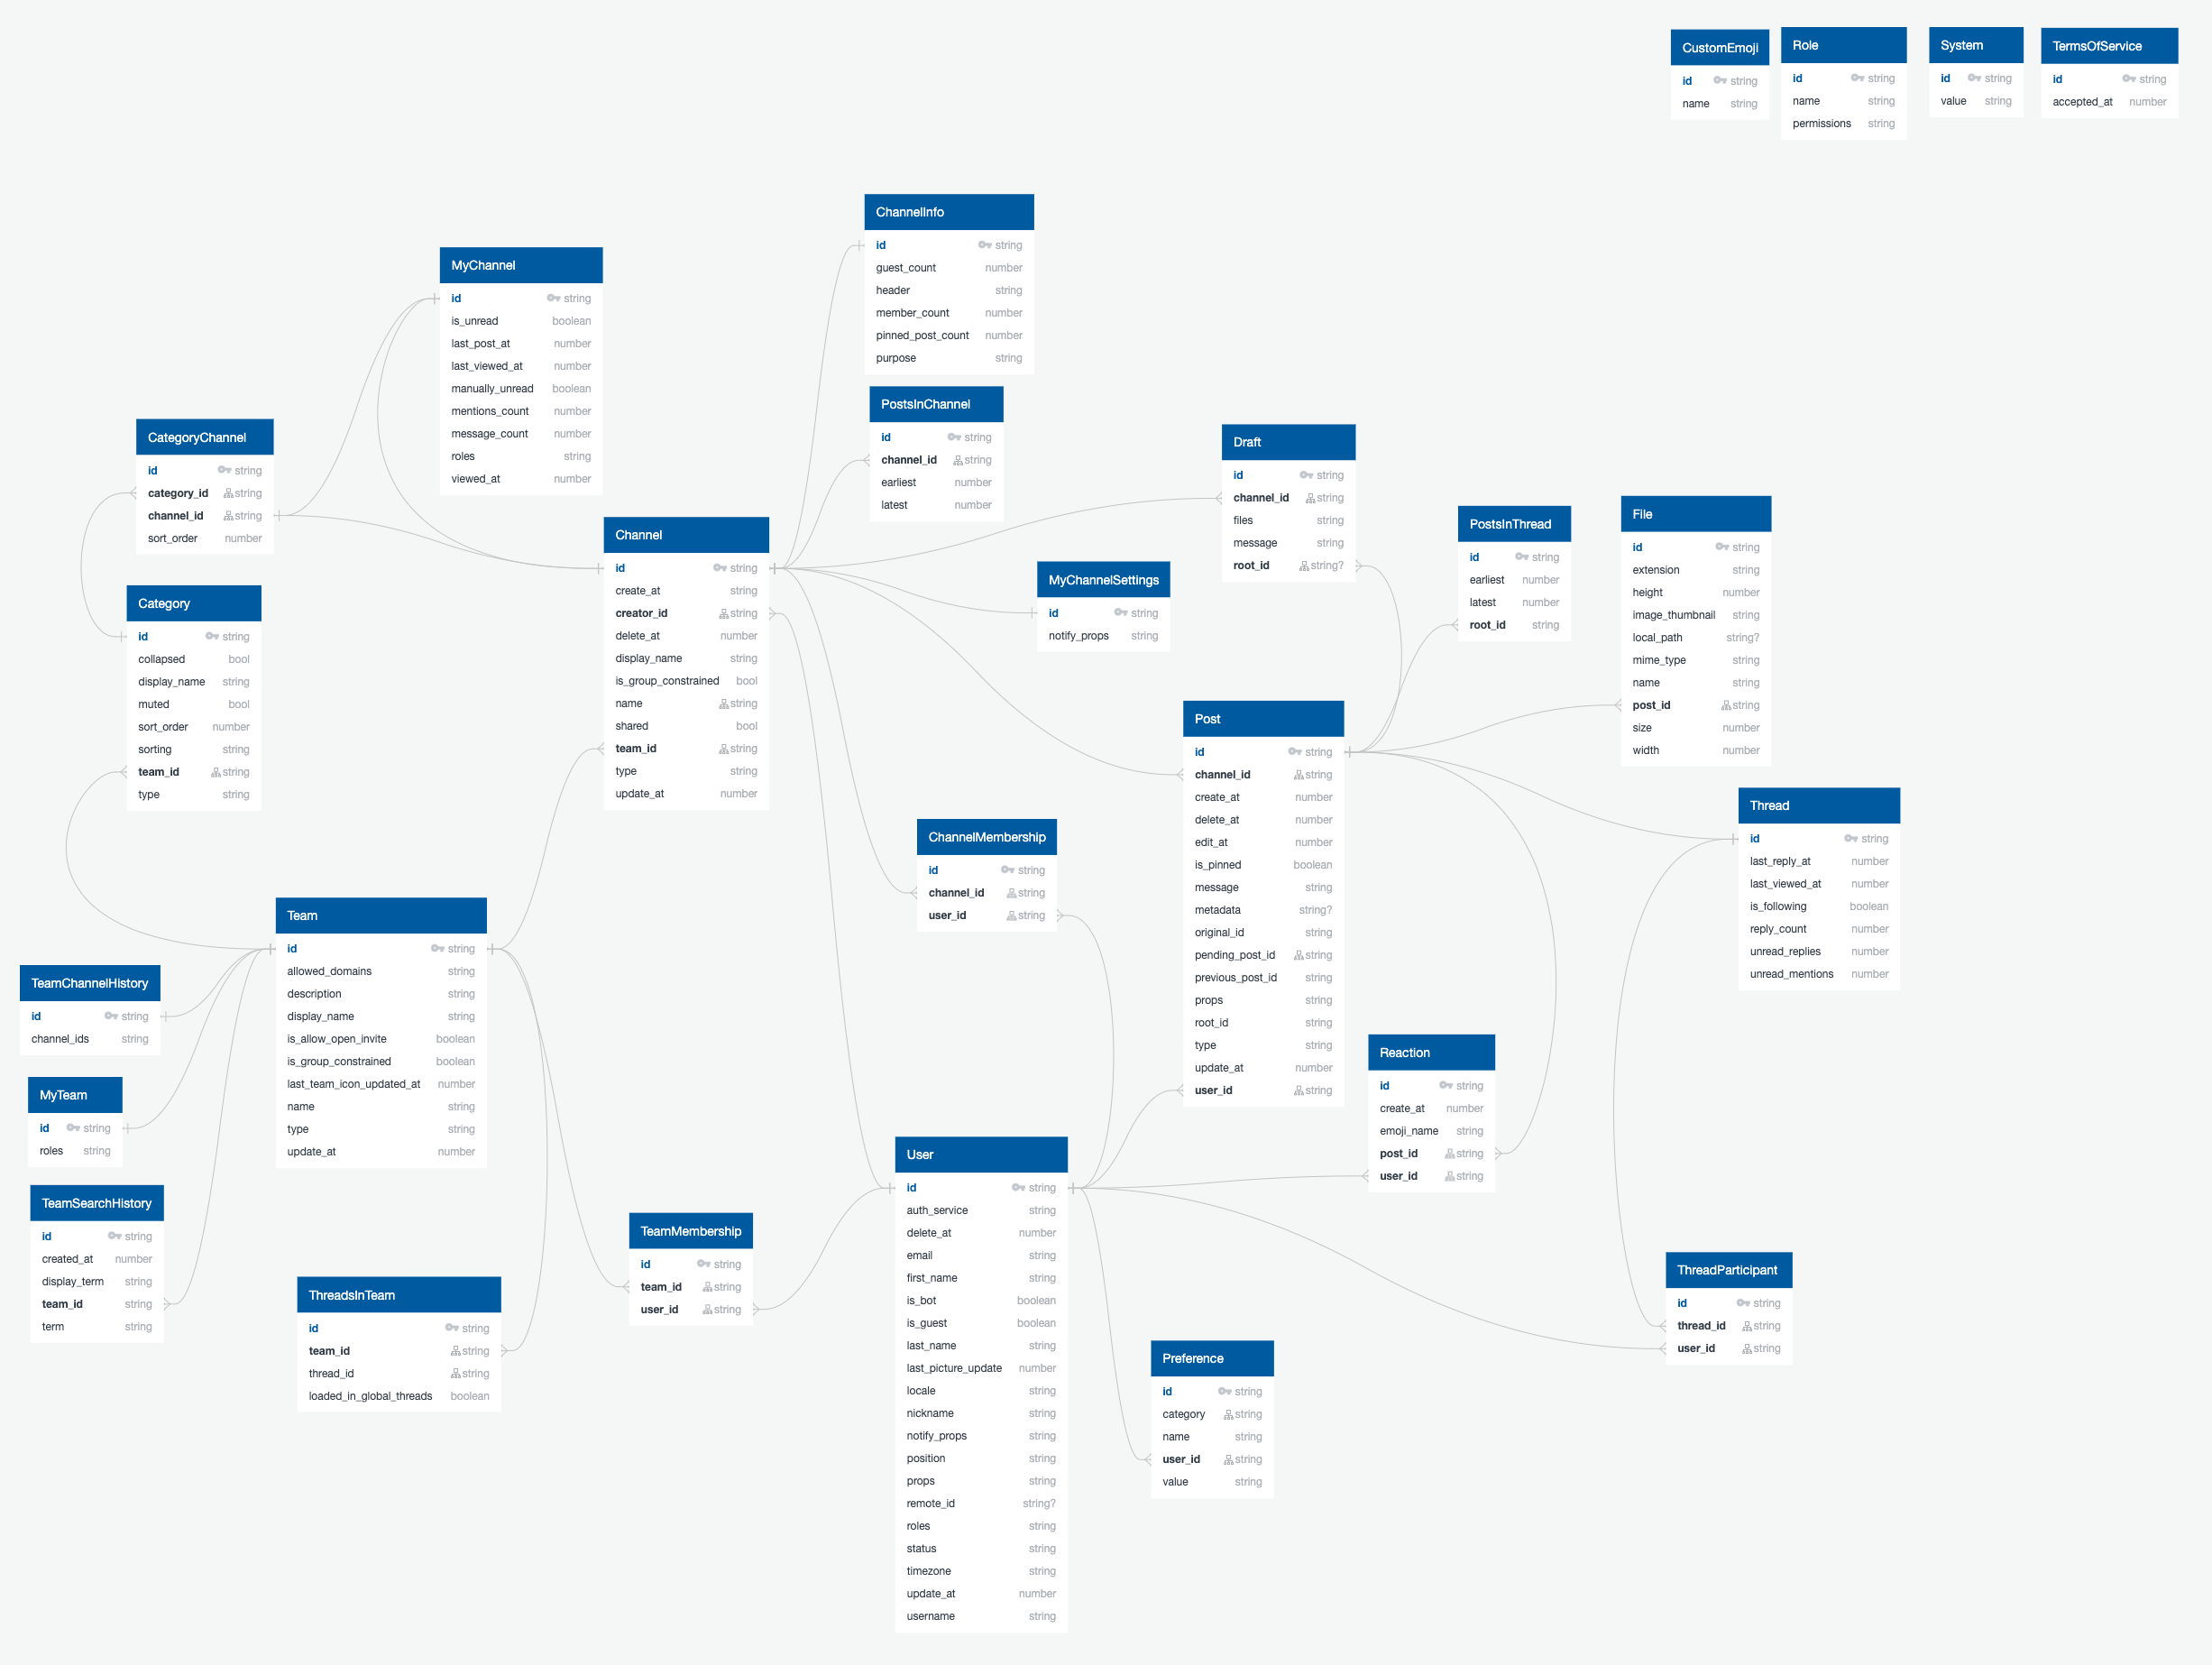 CustomEmoji
id string
name string
Role
id string
name string
permissions string
System
id string
value string
TermsOfService
id string
accepted_at number
ChannelInfo
id string
guest_count number
header string
member_count number
pinned_post_count number
purpose string
MyChannel
id string
is_unread boolean
last_post_at number
last_viewed_at number
manually_unread boolean
mentions_count number
message_count number
roles string
viewed_at number
PostsInChannel
id string
channel_id string
earliest number
latest number
CategoryChannel
id string
category_id string
channel_id string
sort_order number
Draft
id string
channel_id string
files string
message string
root_id string?
PostsInThread
id string
earliest number
latest number
root_id string
File
id string
extension string
height number
image_thumbnail string
local_path string?
mime_type string
name string
post_id string
size number
width number
Channel
id string
create_at string
creator_id string
delete_at number
display_name string
is_group_constrained bool
name string
shared bool
team_id string
type string
update_at number
MyChannelSettings
id string
notify_props string
Category
id string
collapsed bool
display_name string
muted bool
sort_order number
sorting string
team_id string
type string
Post
id string
channel_id string
create_at number
delete_at number
edit_at number
is_pinned boolean
message string
metadata string?
original_id string
pending_post_id string
previous_post_id string
props string
root_id string
type string
update_at number
user_id string
Thread
id string
last_reply_at number
last_viewed_at number
is_following boolean
reply_count number
unread_replies number
unread_mentions number
ChannelMembership
id string
channel_id string
user_id string
Team
id string
allowed_domains string
description string
display_name string
is_allow_open_invite boolean
is_group_constrained boolean
last_team_icon_updated_at number
name string
type string
update_at number
TeamChannelHistory
id string
channel_ids string
MyTeam
id string
roles string
TeamSearchHistory
id string
created_at number
display_term string
team_id string
term string
ThreadsInTeam
id string
team_id string
thread_id string
loaded_in_global_threads boolean
TeamMembership
id string
team_id string
user_id string
User
id string
auth_service string
delete_at number
email string
first_name string
is_bot boolean
is_guest boolean
last_name string
last_picture_update number
locale string
nickname string
notify_props string
position string
props string
remote_id string?
roles string
status string
timezone string
update_at number
username string
Reaction
id string
create_at number
emoji_name string
post_id string
user_id string
ThreadParticipant
id string
thread_id string
user_id string
Preference
id string
category string
name string
user_id string
value string